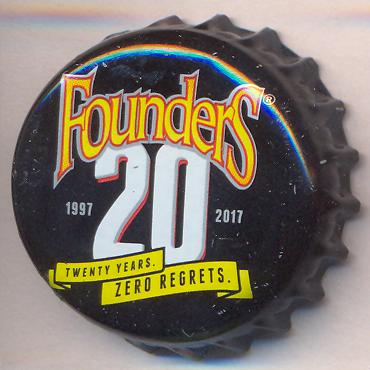 Founders®
20
1997 2017
TWENTY YEARS.
ZERO REGRETS.